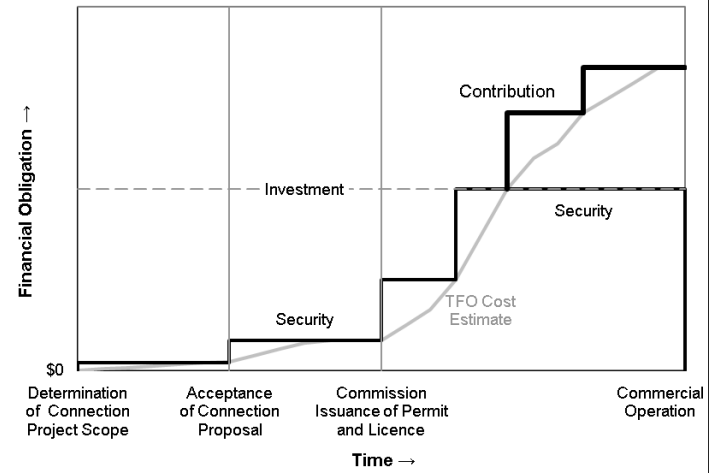 Contribution
Investment
Security
Security
TFO Cost
Estimate
Financial Obligation →
$0
Determination
of Connection
Project Scope
Acceptance
of Connection
Proposal
Commission
Issuance of Permit
and Licence
Commercial
Operation
Time →